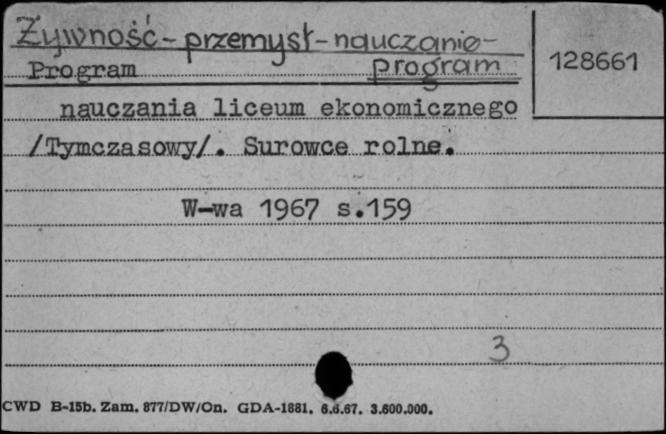 Żywność - przemysł - nauczanie -
program
128661
Program
nauczania liceum ekonomicznego
/Tymczasowy/. Surowce rolne.
W-wa 1967 s.159
3
CWD B-15b. Zam. 877/DW/On. GDA-1881. 6.6.67. 3.600.000.